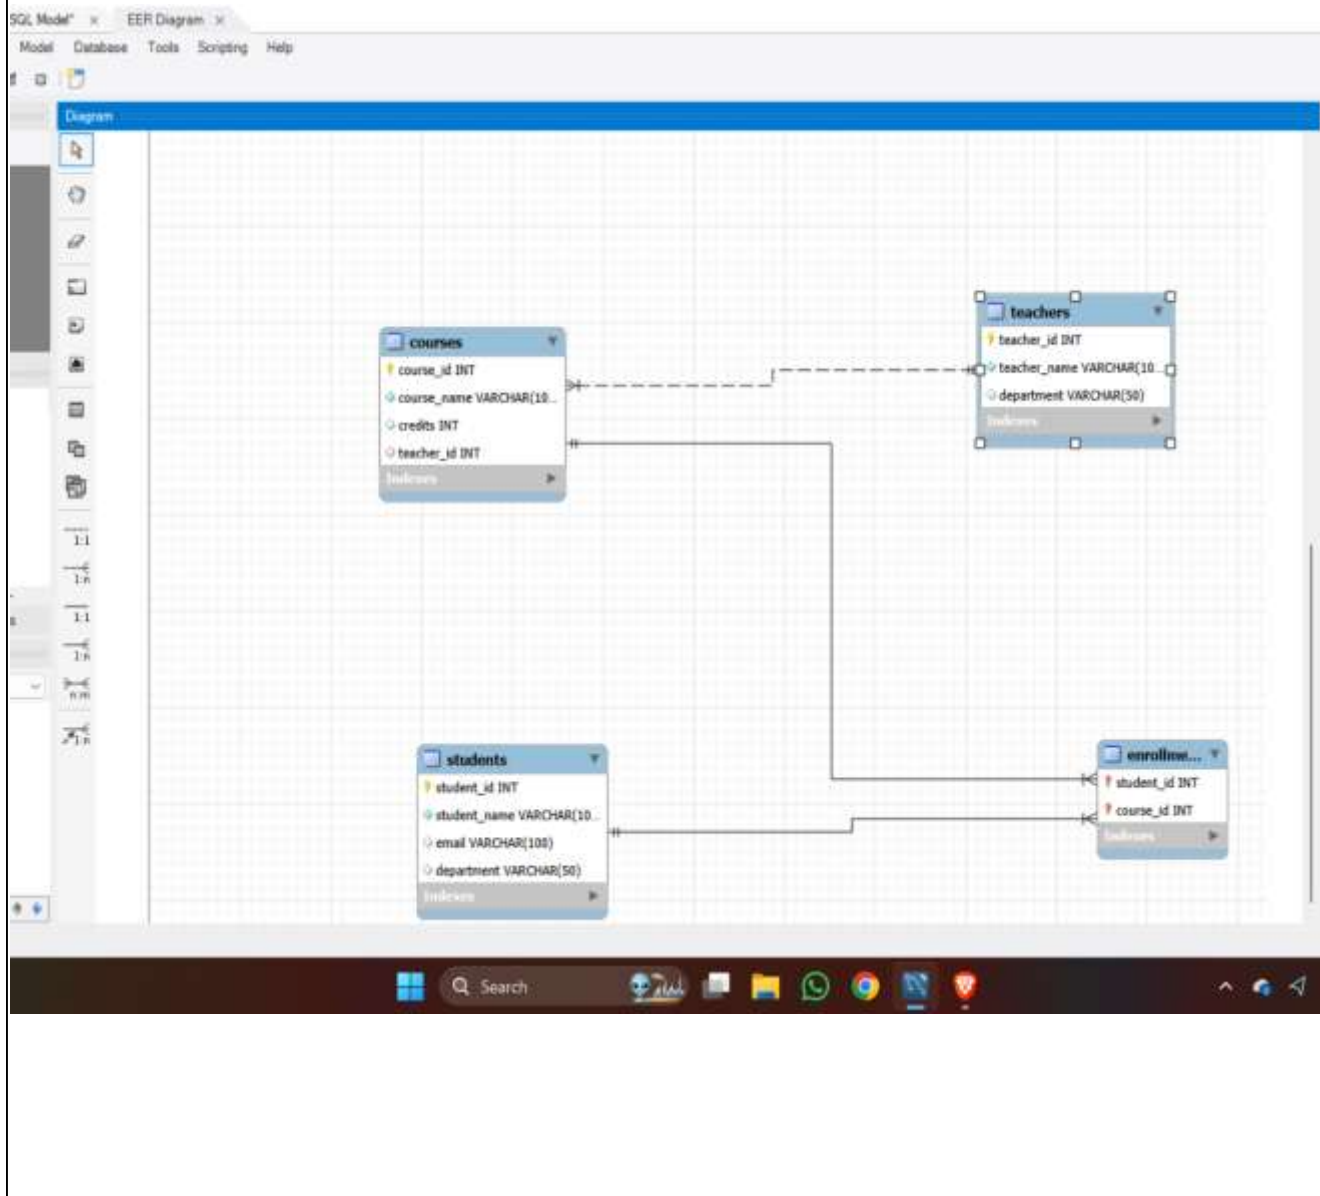 SQL Model* × EER Diagram ×
Model Database Tools Scripting Help
Diagram
teachers
teacher_id INT
teacher_name VARCHAR(10...
department VARCHAR(50)
Indexes
courses
course_id INT
course_name VARCHAR(10...
credits INT
teacher_id INT
Indexes
1:1
1:n
1:1
1:n
n:m
1:n
students
student_id INT
student_name VARCHAR(10...
email VARCHAR(100)
department VARCHAR(50)
Indexes
enrollme...
student_id INT
course_id INT
Indexes
Search